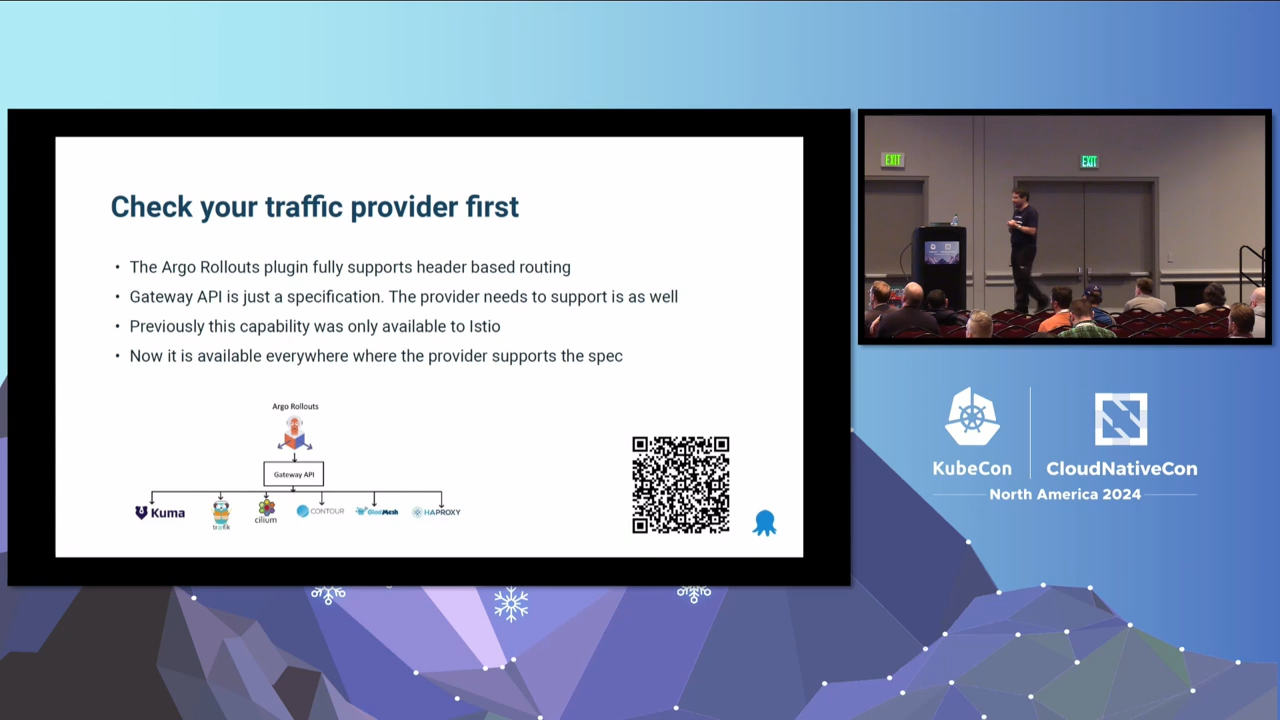 Check your traffic provider first
• The Argo Rollouts plugin fully supports header based routing
• Gateway API is just a specification. The provider needs to support is as well
• Previously this capability was only available to Istio
• Now it is available everywhere where the provider supports the spec
Argo Rollouts
Gateway API
Kuma
træfik
cilium
CONTOUR
GlooMesh
HAPROXY
EXIT
EXIT
KubeCon
CloudNativeCon
North America 2024